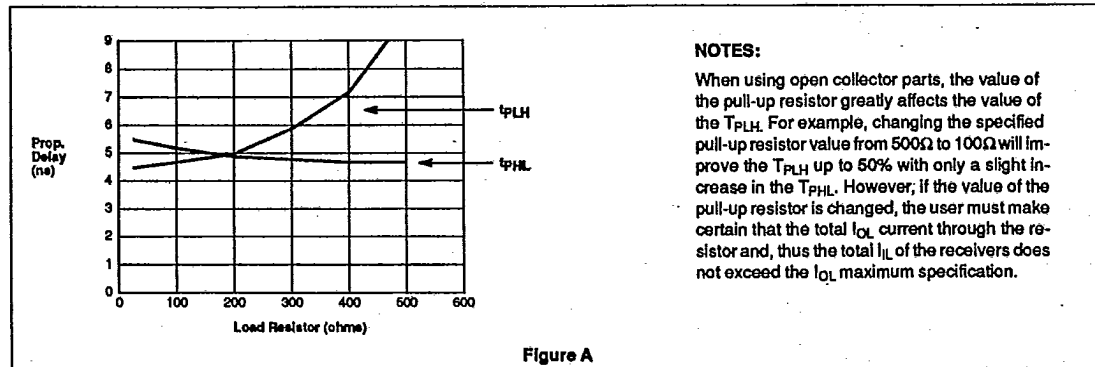 9
8
7
6
5
4
3
2
1
0
Prop.
Delay
(ns)
tPLH
tPHL
0 100 200 300 400 500 600
Load Resistor (ohms)
NOTES:
When using open collector parts, the value of
the pull-up resistor greatly affects the value of
the TPLH. For example, changing the specified
pull-up resistor value from 500Ω to 100Ω will im-
prove the TPLH up to 50% with only a slight in-
crease in the TPHL. However, if the value of the
pull-up resistor is changed, the user must make
certain that the total IOL current through the re-
sistor and, thus the total IIL of the receivers does
not exceed the IOL maximum specification.
Figure A